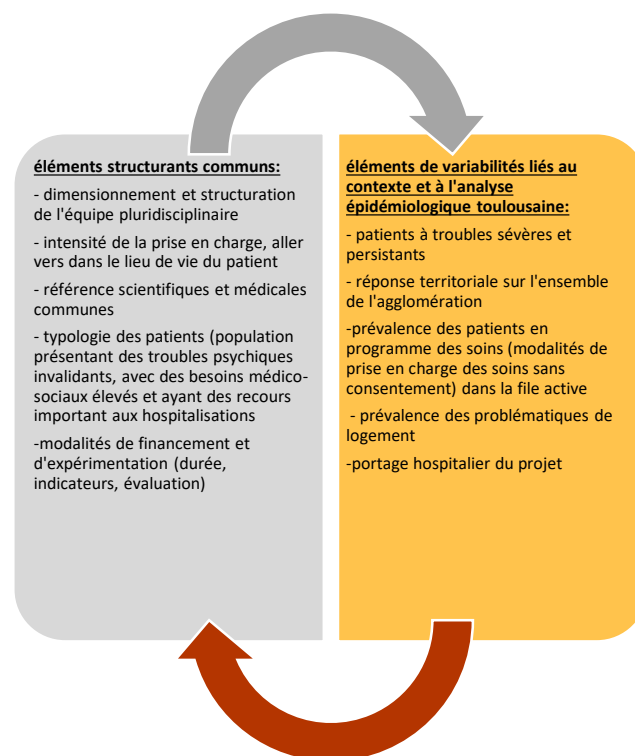 éléments structurants communs:
- dimensionnement et structuration
de l'équipe pluridisciplinaire
- intensité de la prise en charge, aller
vers dans le lieu de vie du patient
- référence scientifiques et médicales
communes
- typologie des patients (population
présentant des troubles psychiques
invalidants, avec des besoins médico-
sociaux élevés et ayant des recours
important aux hospitalisations
-modalités de financement et
d'expérimentation (durée,
indicateurs, évaluation)
éléments de variabilités liés au
contexte et à l'analyse
épidémiologique toulousaine:
- patients à troubles sévères et
persistants
- réponse territoriale sur l'ensemble
de l'agglomération
-prévalence des patients en
programme des soins (modalités de
prise en charge des soins sans
consentement) dans la file active
- prévalence des problématiques de
logement
-portage hospitalier du projet